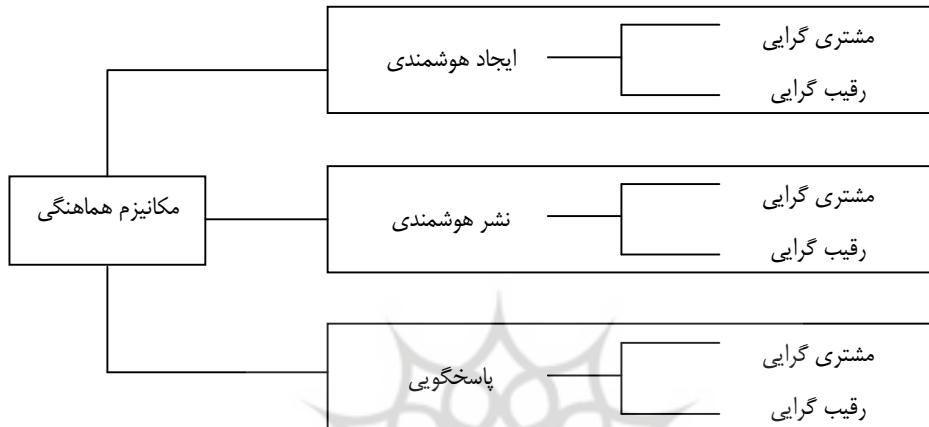 مشتری گرایی
ایجاد هوشمندی
رقیب گرایی
مکانیزم هماهنگی
مشتری گرایی
نشر هوشمندی
رقیب گرایی
مشتری گرایی
پاسخگویی
رقیب گرایی